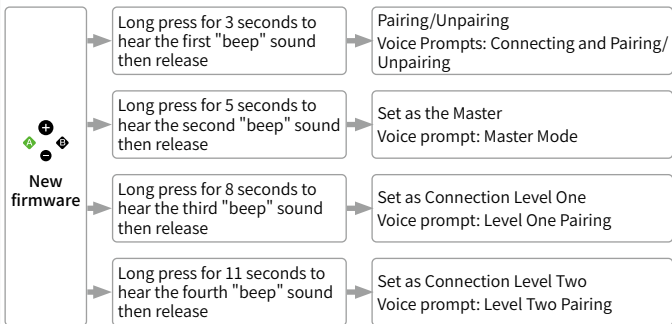 Long press for 3 seconds to
hear the first "beep" sound
then release
Pairing/Unpairing
Voice Prompts: Connecting and Pairing/
Unpairing
Long press for 5 seconds to
hear the second "beep" sound
then release
Set as the Master
Voice prompt: Master Mode
A
B
New
firmware
Long press for 8 seconds to
hear the third "beep" sound
then release
Set as Connection Level One
Voice prompt: Level One Pairing
Long press for 11 seconds to
hear the fourth "beep" sound
then release
Set as Connection Level Two
Voice prompt: Level Two Pairing